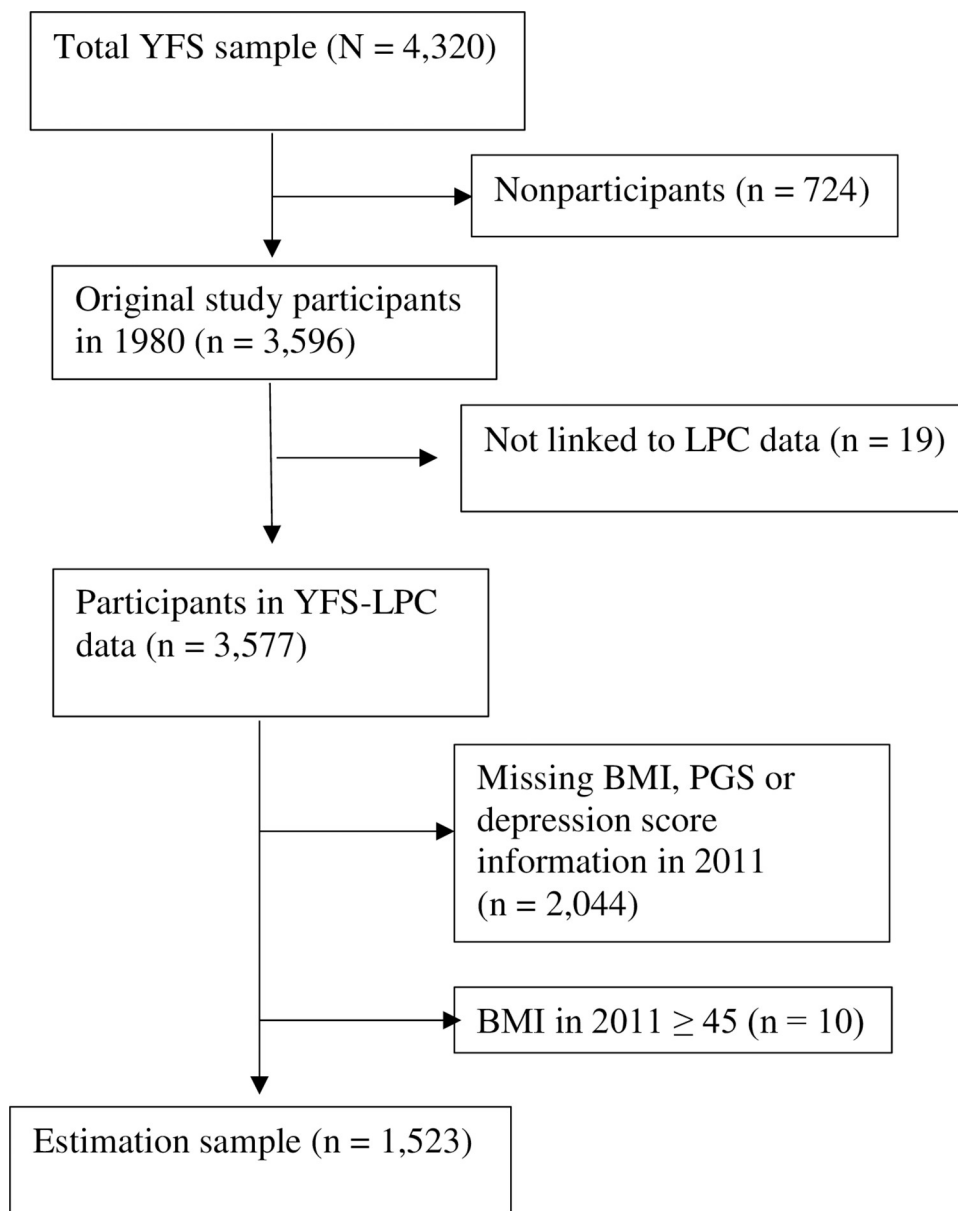 Total YFS sample (N = 4,320)
Nonparticipants (n = 724)
Original study participants
in 1980 (n = 3,596)
Not linked to LPC data (n = 19)
Participants in YFS-LPC
data (n = 3,577)
Missing BMI, PGS or
depression score
information in 2011
(n = 2,044)
BMI in 2011 ≥ 45 (n = 10)
Estimation sample (n = 1,523)